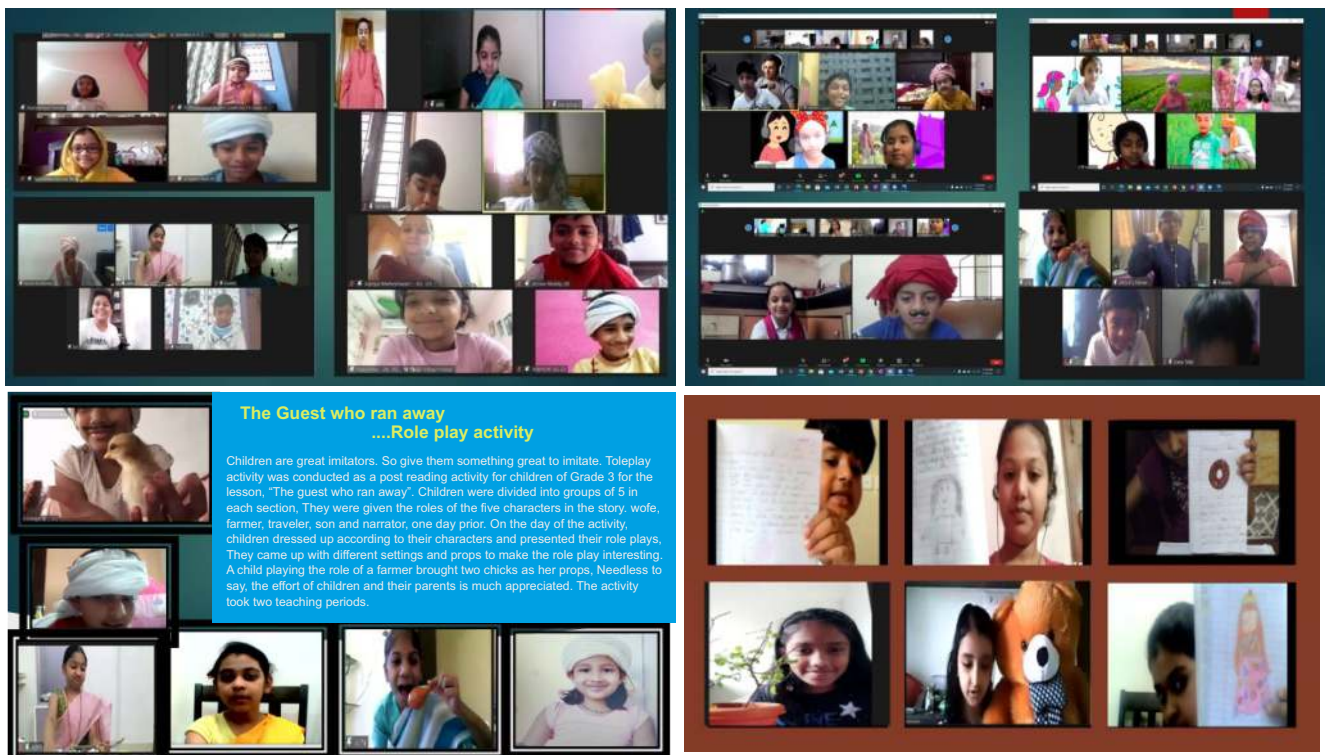 The Guest who ran away
....Role play activity
Children are great imitators. So give them something great to imitate. Toleplay
activity was conducted as a post reading activity for children of Grade 3 for the
lesson, “The guest who ran away”. Children were divided into groups of 5 in
each section, They were given the roles of the five characters in the story. wofe,
farmer, traveler, son and narrator, one day prior. On the day of the activity,
children dressed up according to their characters and presented their role plays,
They came up with different settings and props to make the role play interesting.
A child playing the role of a farmer brought two chicks as her props, Needless to
say, the effort of children and their parents is much appreciated. The activity
took two teaching periods.